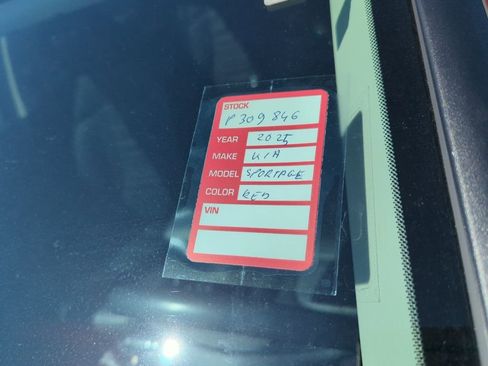 STOCK
P309846
YEAR 2025
MAKE KIA
MODEL SPORTAGE
COLOR RED
VIN